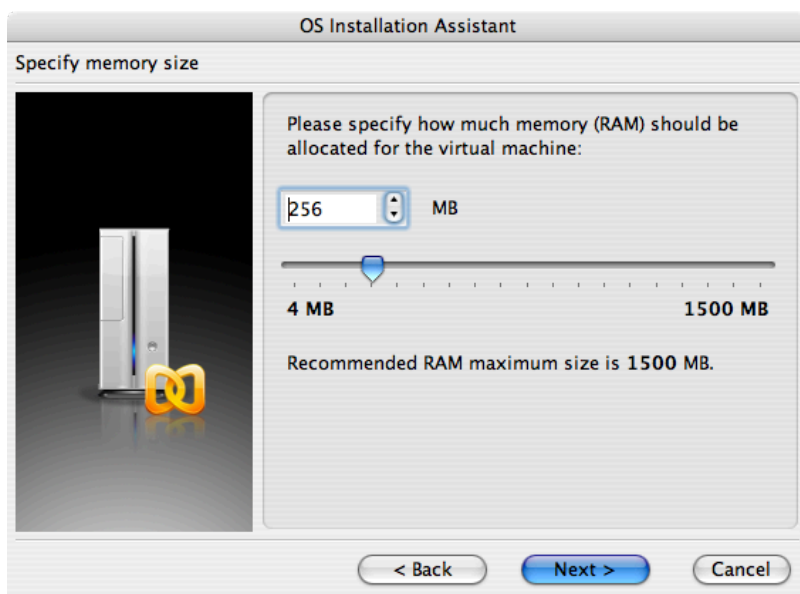 OS Installation Assistant
Specify memory size
Please specify how much memory (RAM) should be
allocated for the virtual machine:
256 MB
4 MB 1500 MB
Recommended RAM maximum size is 1500 MB.
< Back Next > Cancel